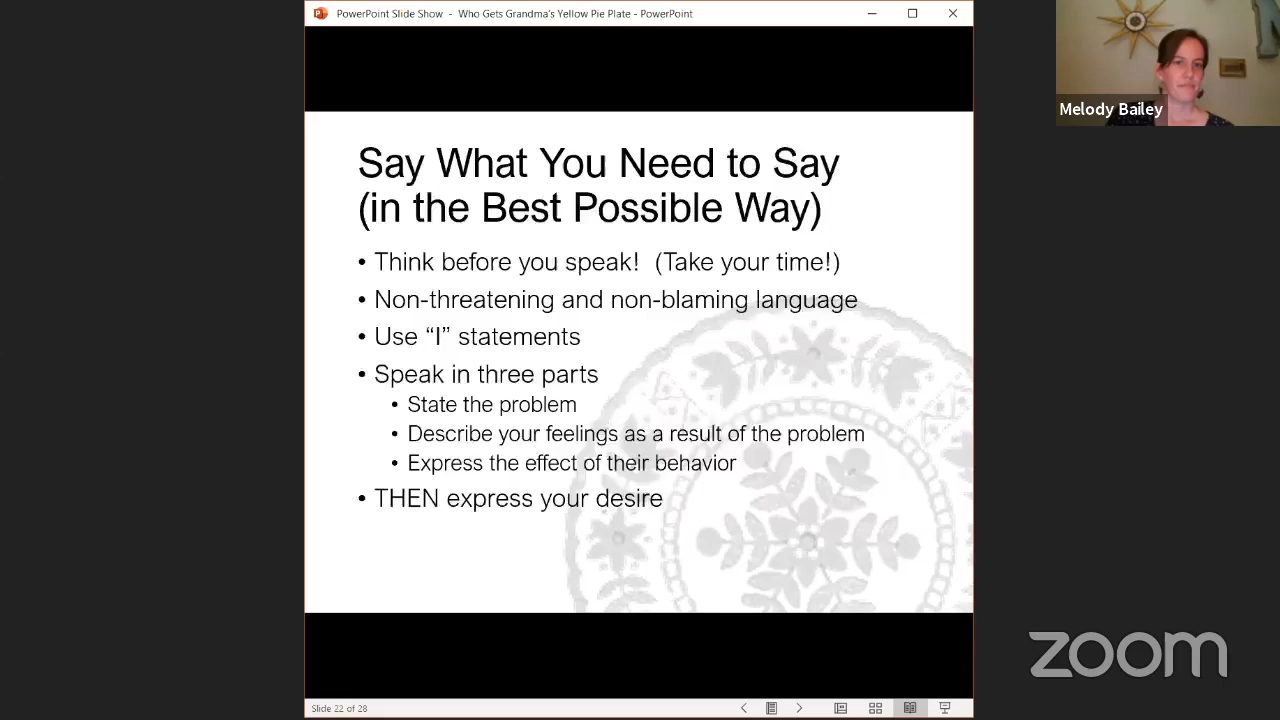 PowerPoint Slide Show - Who Gets Grandma's Yellow Pie Plate - PowerPoint
Melody Bailey
Say What You Need to Say
(in the Best Possible Way)
• Think before you speak!  (Take your time!)
• Non-threatening and non-blaming language
• Use “I” statements
• Speak in three parts
• State the problem
• Describe your feelings as a result of the problem
• Express the effect of their behavior
• THEN express your desire
zoom
Slide 22 of 28